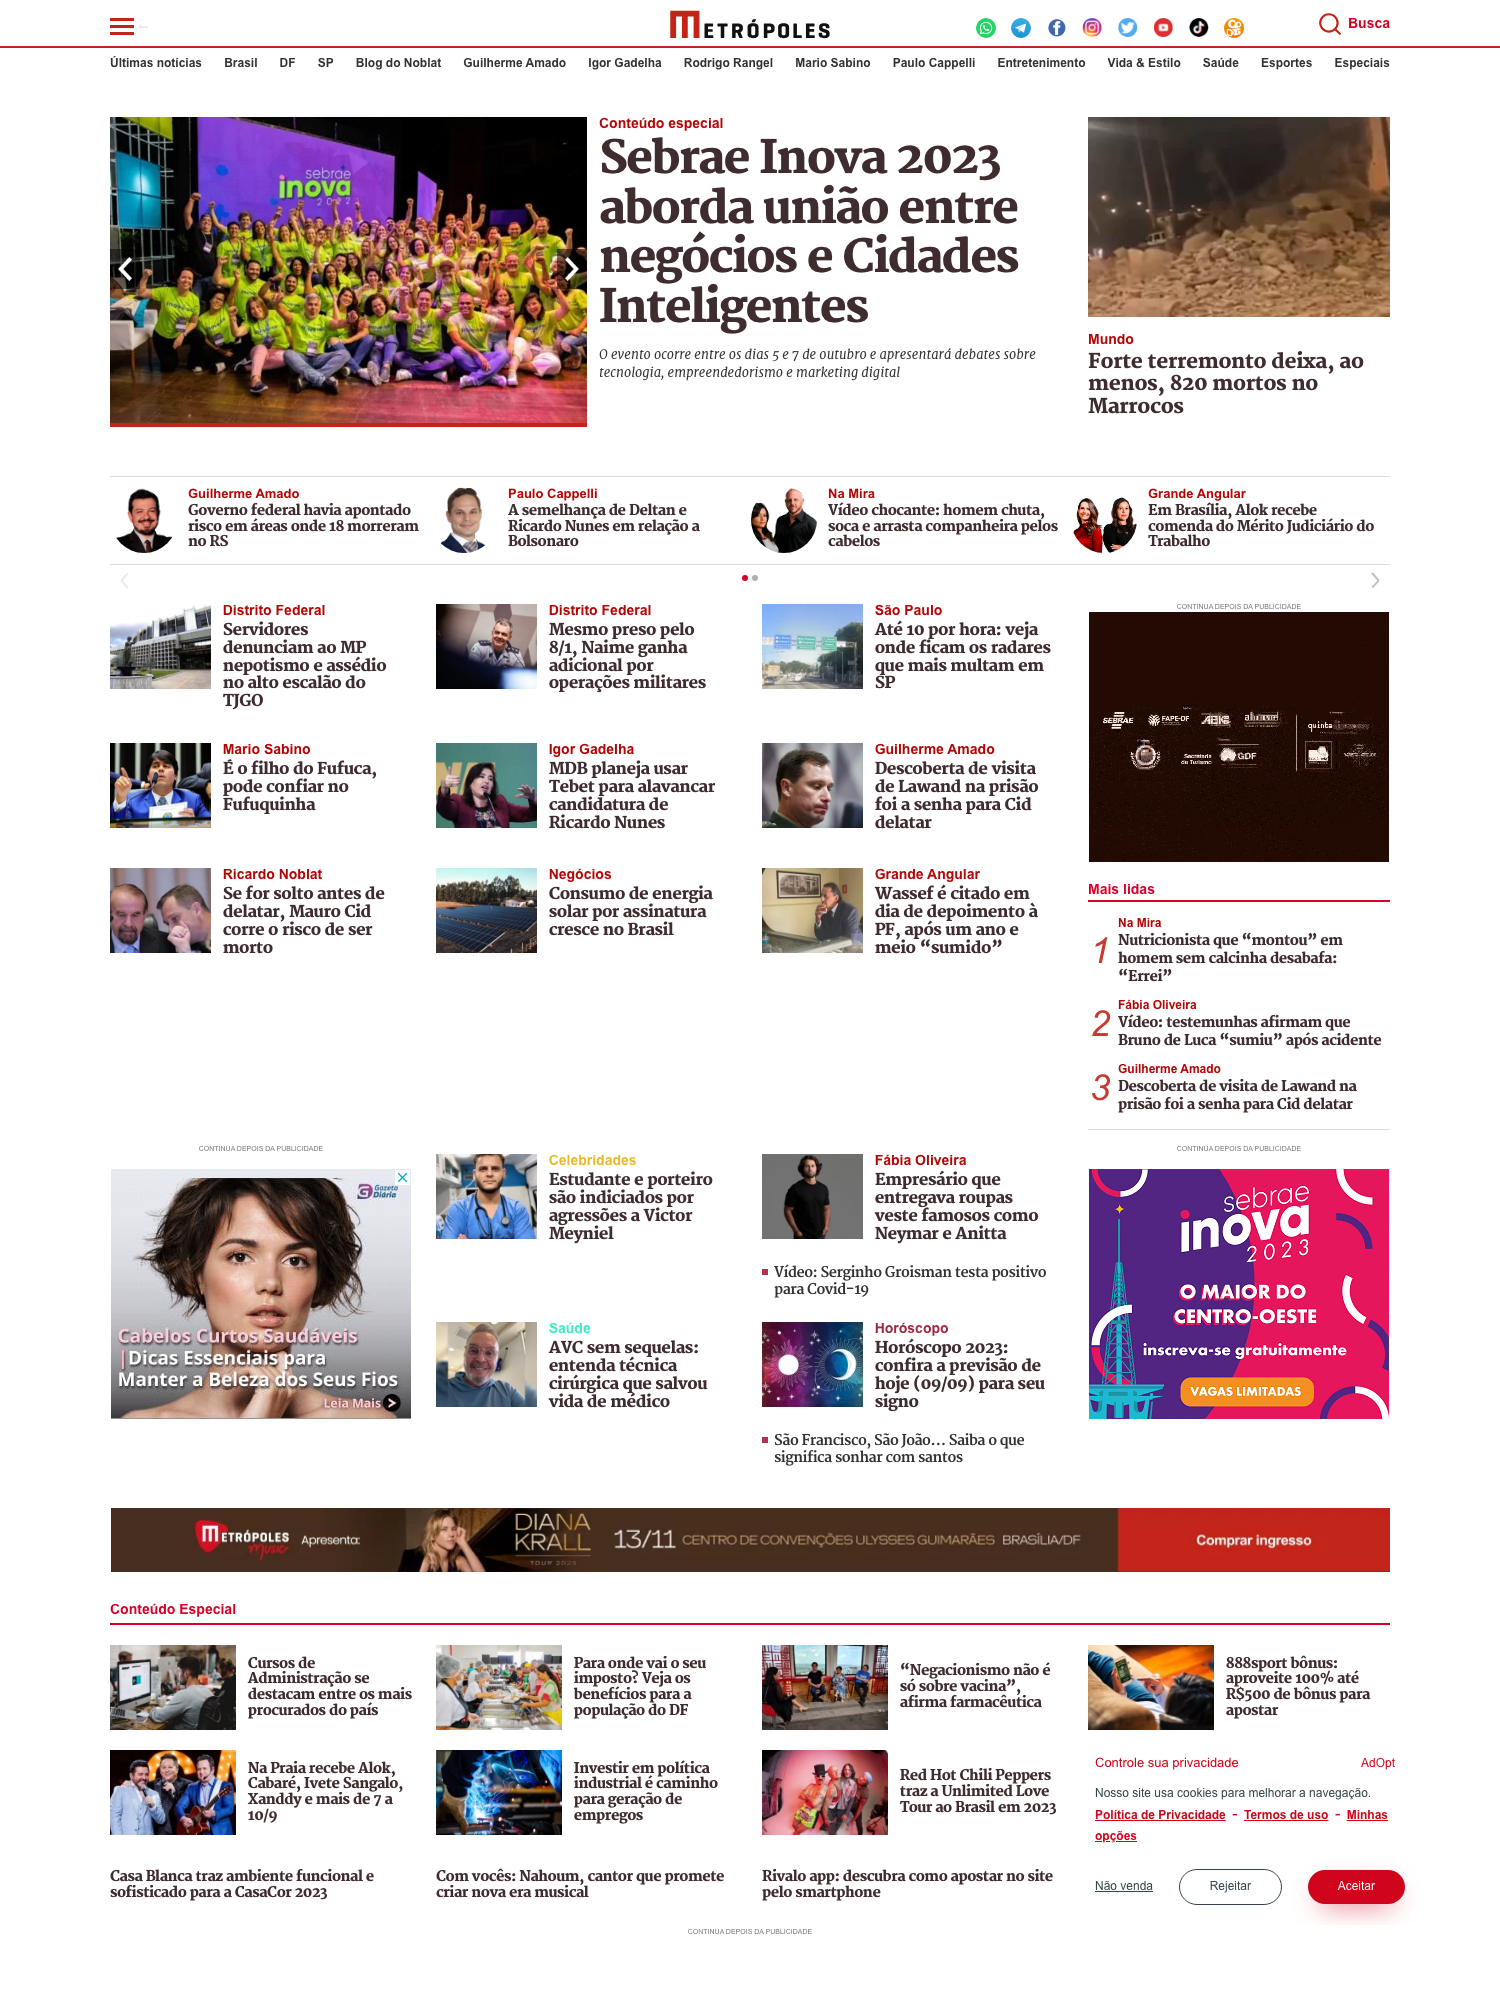 METRÓPOLES
Busca
Últimas notícias
Brasil
DF
SP
Blog do Noblat
Guilherme Amado
Igor Gadelha
Rodrigo Rangel
Mario Sabino
Paulo Cappelli
Entretenimento
Vida & Estilo
Saúde
Esportes
Especiais
sebrae
inova
2022
Conteúdo especial
Sebrae Inova 2023
aborda união entre
negócios e Cidades
Inteligentes
O evento ocorre entre os dias 5 e 7 de outubro e apresentará debates sobre
tecnologia, empreendedorismo e marketing digital
Mundo
Forte terremonto deixa, ao
menos, 820 mortos no
Marrocos
Guilherme Amado
Governo federal havia apontado
risco em áreas onde 18 morreram
no RS
Paulo Cappelli
A semelhança de Deltan e
Ricardo Nunes em relação a
Bolsonaro
Na Mira
Vídeo chocante: homem chuta,
soca e arrasta companheira pelos
cabelos
Grande Angular
Em Brasília, Alok recebe
comenda do Mérito Judiciário do
Trabalho
Distrito Federal
Servidores
denunciam ao MP
nepotismo e assédio
no alto escalão do
TJGO
Distrito Federal
Mesmo preso pelo
8/1, Naime ganha
adicional por
operações militares
São Paulo
Até 10 por hora: veja
onde ficam os radares
que mais multam em
SP
CONTINUA DEPOIS DA PUBLICIDADE
SEBRAE
FAPE-DF
quinta
Secretaria
de Turismo
GDF
Mario Sabino
É o filho do Fufuca,
pode confiar no
Fufuquinha
Igor Gadelha
MDB planeja usar
Tebet para alavancar
candidatura de
Ricardo Nunes
Guilherme Amado
Descoberta de visita
de Lawand na prisão
foi a senha para Cid
delatar
Ricardo Noblat
Se for solto antes de
delatar, Mauro Cid
corre o risco de ser
morto
Negócios
Consumo de energia
solar por assinatura
cresce no Brasil
Grande Angular
Wassef é citado em
dia de depoimento à
PF, após um ano e
meio “sumido”
Mais lidas
1
Na Mira
Nutricionista que “montou” em
homem sem calcinha desabafa:
“Errei”
2
Fábia Oliveira
Vídeo: testemunhas afirmam que
Bruno de Luca “sumiu” após acidente
3
Guilherme Amado
Descoberta de visita de Lawand na
prisão foi a senha para Cid delatar
CONTINUA DEPOIS DA PUBLICIDADE
Gazeta
Diária
Cabelos Curtos Saudáveis
|Dicas Essenciais para
Manter a Beleza dos Seus Fios
Leia Mais
Celebridades
Estudante e porteiro
são indiciados por
agressões a Victor
Meyniel
Fábia Oliveira
Empresário que
entregava roupas
veste famosos como
Neymar e Anitta
Vídeo: Serginho Groisman testa positivo
para Covid-19
Saúde
AVC sem sequelas:
entenda técnica
cirúrgica que salvou
vida de médico
Horóscopo
Horóscopo 2023:
confira a previsão de
hoje (09/09) para seu
signo
São Francisco, São João… Saiba o que
significa sonhar com santos
CONTINUA DEPOIS DA PUBLICIDADE
sebrae
inova
2023
O MAIOR DO
CENTRO-OESTE
inscreva-se gratuitamente
VAGAS LIMITADAS
METRÓPOLES
Music
Apresenta:
DIANA
KRALL
TOUR 2023
13/11 CENTRO DE CONVENÇÕES ULYSSES GUIMARÃES BRASÍLIA/DF
Comprar ingresso
Conteúdo Especial
Cursos de
Administração se
destacam entre os mais
procurados do país
Para onde vai o seu
imposto? Veja os
benefícios para a
população do DF
“Negacionismo não é
só sobre vacina”,
afirma farmacêutica
888sport bônus:
aproveite 100% até
R$500 de bônus para
apostar
Na Praia recebe Alok,
Cabaré, Ivete Sangalo,
Xanddy e mais de 7 a
10/9
Investir em política
industrial é caminho
para geração de
empregos
Red Hot Chili Peppers
traz a Unlimited Love
Tour ao Brasil em 2023
Casa Blanca traz ambiente funcional e
sofisticado para a CasaCor 2023
Com vocês: Nahoum, cantor que promete
criar nova era musical
Rivalo app: descubra como apostar no site
pelo smartphone
Controle sua privacidade
AdOpt
Nosso site usa cookies para melhorar a navegação.
Política de Privacidade - Termos de uso - Minhas
opções
Não venda
Rejeitar
Aceitar
CONTINUA DEPOIS DA PUBLICIDADE